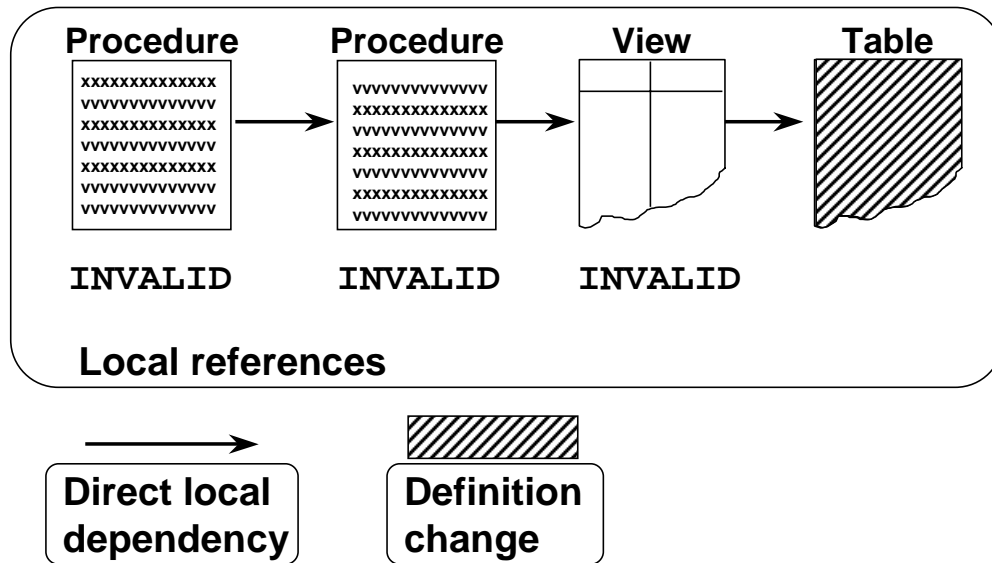 Procedure Procedure View Table
xxxxxxxxxxxxxx
vvvvvvvvvvvvvv
xxxxxxxxxxxxxx
vvvvvvvvvvvvvv
xxxxxxxxxxxxxx
vvvvvvvvvvvvvv
vvvvvvvvvvvvvv
vvvvvvvvvvvvvv
xxxxxxxxxxxxxx
vvvvvvvvvvvvvv
xxxxxxxxxxxxxx
vvvvvvvvvvvvvv
xxxxxxxxxxxxxx
vvvvvvvvvvvvvv
INVALID INVALID INVALID
Local references
Direct local
dependency
Definition
change